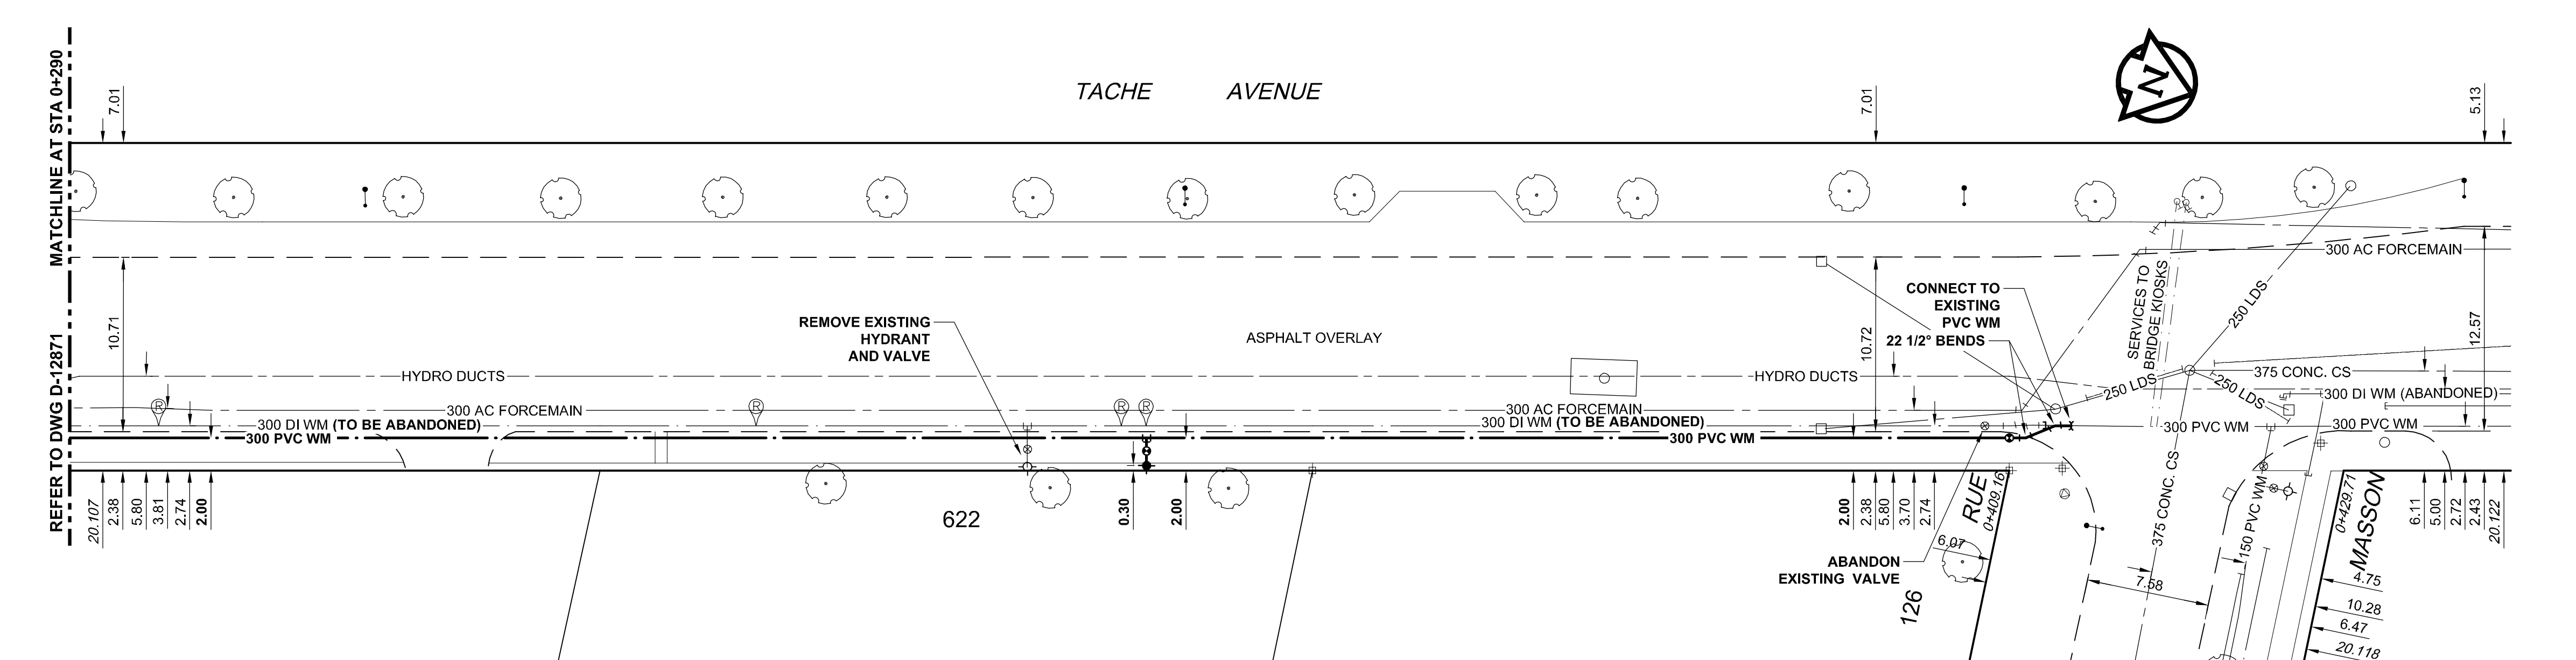 TACHE AVENUE
N
REFER TO DWG D-12871 MATCHLINE AT STA 0+290
7.01
7.01
5.13
300 AC FORCEMAIN
CONNECT TO
EXISTING
PVC WM
22 1/2° BENDS
SERVICES TO
BRIDGE KIOSKS
250 LDS
REMOVE EXISTING
HYDRANT
AND VALVE
ASPHALT OVERLAY
10.71
10.72
12.57
HYDRO DUCTS
HYDRO DUCTS
250 LDS
250 LDS
375 CONC. CS
300 DI WM (ABANDONED)
R
R
R
R
300 AC FORCEMAIN
300 AC FORCEMAIN
300 DI WM (TO BE ABANDONED)
300 DI WM (TO BE ABANDONED)
300 PVC WM
300 PVC WM
300 PVC WM
300 PVC WM
20.107
2.38
5.80
3.81
2.74
2.00
622
0.30
2.00
2.00
2.38
5.80
3.70
2.74
RUE
0+409.16
375 CONC. CS
150 PVC WM
0+429.71
MASSON
6.11
5.00
2.72
2.43
20.122
ABANDON
EXISTING VALVE
6.07
126
7.58
4.75
10.28
6.47
20.118